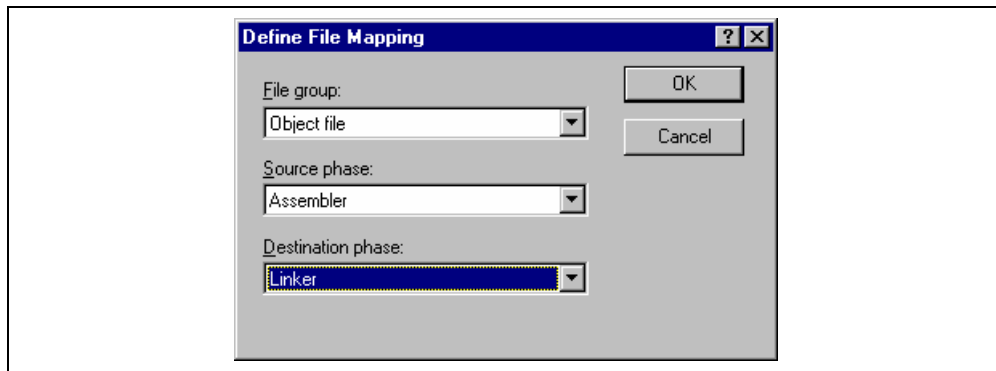 Define File Mapping
File group:
OK
Object file
Cancel
Source phase:
Assembler
Destination phase:
Linker